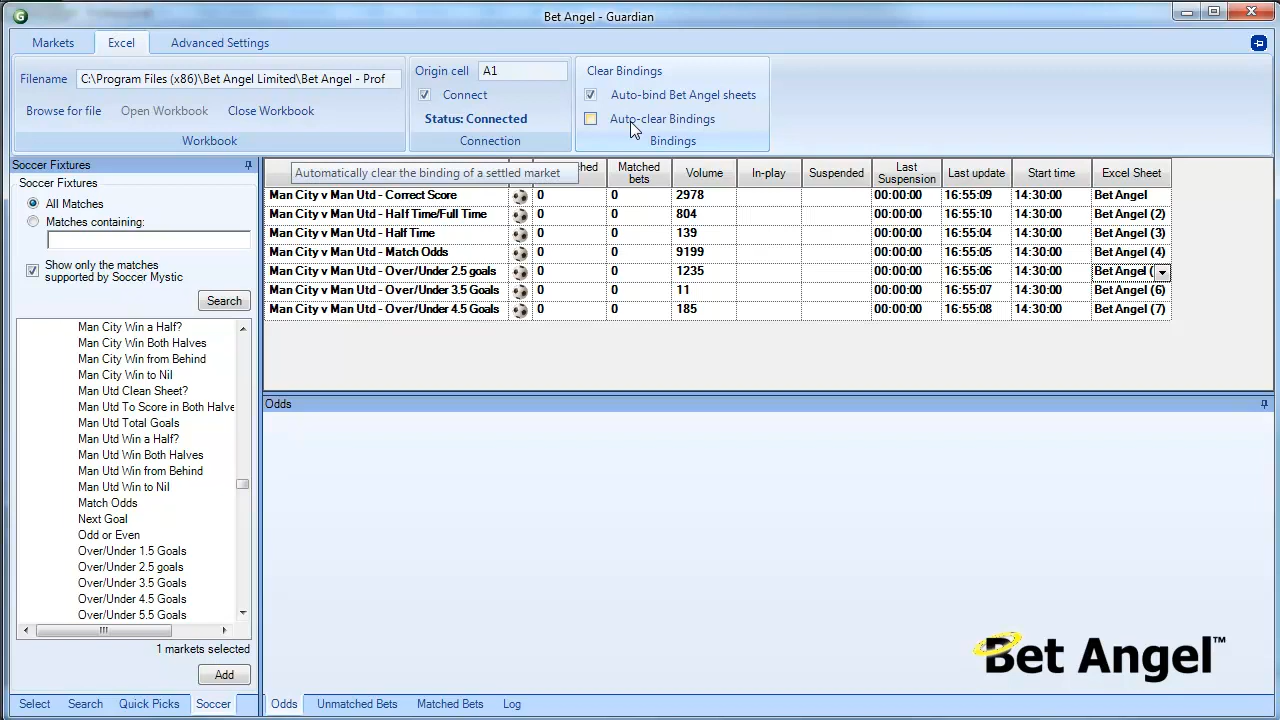 Bet Angel - Guardian
Markets
Excel
Advanced Settings
Filename
C:\Program Files (x86)\Bet Angel Limited\Bet Angel - Prof
Browse for file
Open Workbook
Close Workbook
Workbook
Origin cell
A1
Connect
Status: Connected
Connection
Clear Bindings
Auto-bind Bet Angel sheets
Auto-clear Bindings
Bindings
Soccer Fixtures
Soccer Fixtures
All Matches
Matches containing:
Show only the matches
supported by Soccer Mystic
Search
Man City Win a Half?
Man City Win Both Halves
Man City Win from Behind
Man City Win to Nil
Man Utd Clean Sheet?
Man Utd To Score in Both Halve
Man Utd Total Goals
Man Utd Win a Half?
Man Utd Win Both Halves
Man Utd Win from Behind
Man Utd Win to Nil
Match Odds
Next Goal
Odd or Even
Over/Under 1.5 Goals
Over/Under 2.5 goals
Over/Under 3.5 Goals
Over/Under 4.5 Goals
Over/Under 5.5 Goals
1 markets selected
Add
Select Search Quick Picks Soccer
Automatically clear the binding of a settled market
Matched bets Volume In-play Suspended Last Suspension Last update Start time Excel Sheet
Man City v Man Utd - Correct Score 0 0 2978 00:00:00 16:55:09 14:30:00 Bet Angel
Man City v Man Utd - Half Time/Full Time 0 0 804 00:00:00 16:55:10 14:30:00 Bet Angel (2)
Man City v Man Utd - Half Time 0 0 139 00:00:00 16:55:04 14:30:00 Bet Angel (3)
Man City v Man Utd - Match Odds 0 0 9199 00:00:00 16:55:05 14:30:00 Bet Angel (4)
Man City v Man Utd - Over/Under 2.5 goals 0 0 1235 00:00:00 16:55:06 14:30:00 Bet Angel (
Man City v Man Utd - Over/Under 3.5 Goals 0 0 11 00:00:00 16:55:07 14:30:00 Bet Angel (6)
Man City v Man Utd - Over/Under 4.5 Goals 0 0 185 00:00:00 16:55:08 14:30:00 Bet Angel (7)
Odds
Bet Angel™
Odds Unmatched Bets Matched Bets Log